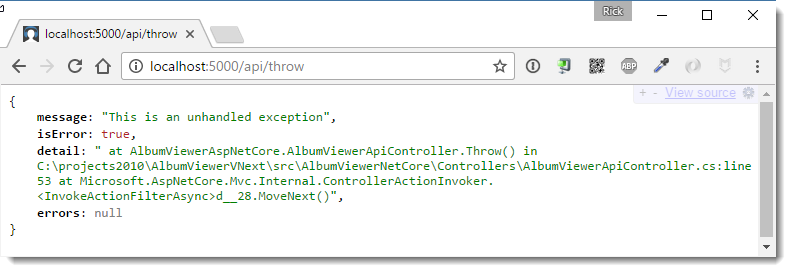 Rick
localhost:5000/api/throw
localhost:5000/api/throw
ABP
+ - View source
{
message: "This is an unhandled exception",
isError: true,
detail: " at AlbumViewerAspNetCore.AlbumViewerApiController.Throw() in
C:\projects2010\AlbumViewerVNext\src\AlbumViewerNetCore\Controllers\AlbumViewerApiController.cs:line
53 at Microsoft.AspNetCore.Mvc.Internal.ControllerActionInvoker.
<InvokeActionFilterAsync>d__28.MoveNext()",
errors: null
}